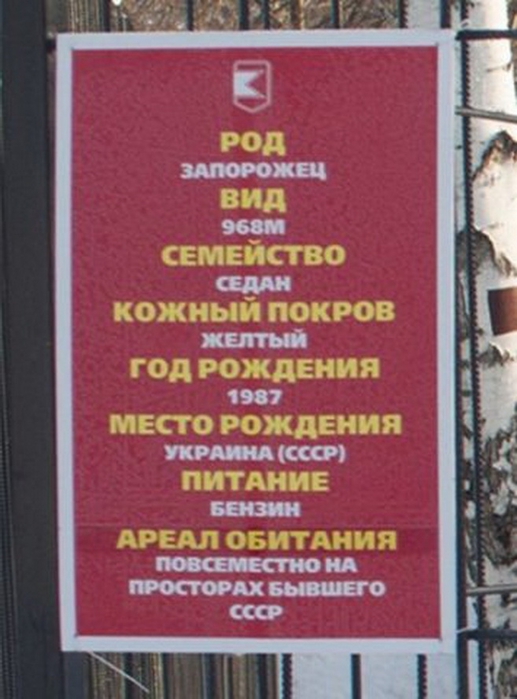 РОД
ЗАПОРОЖЕЦ
ВИД
968М
СЕМЕЙСТВО
СЕДАН
КОЖНЫЙ ПОКРОВ
ЖЕЛТЫЙ
ГОД РОЖДЕНИЯ
1987
МЕСТО РОЖДЕНИЯ
УКРАИНА (СССР)
ПИТАНИЕ
БЕНЗИН
АРЕАЛ ОБИТАНИЯ
ПОВСЕМЕСТНО НА
ПРОСТОРАХ БЫВШЕГО
СССР